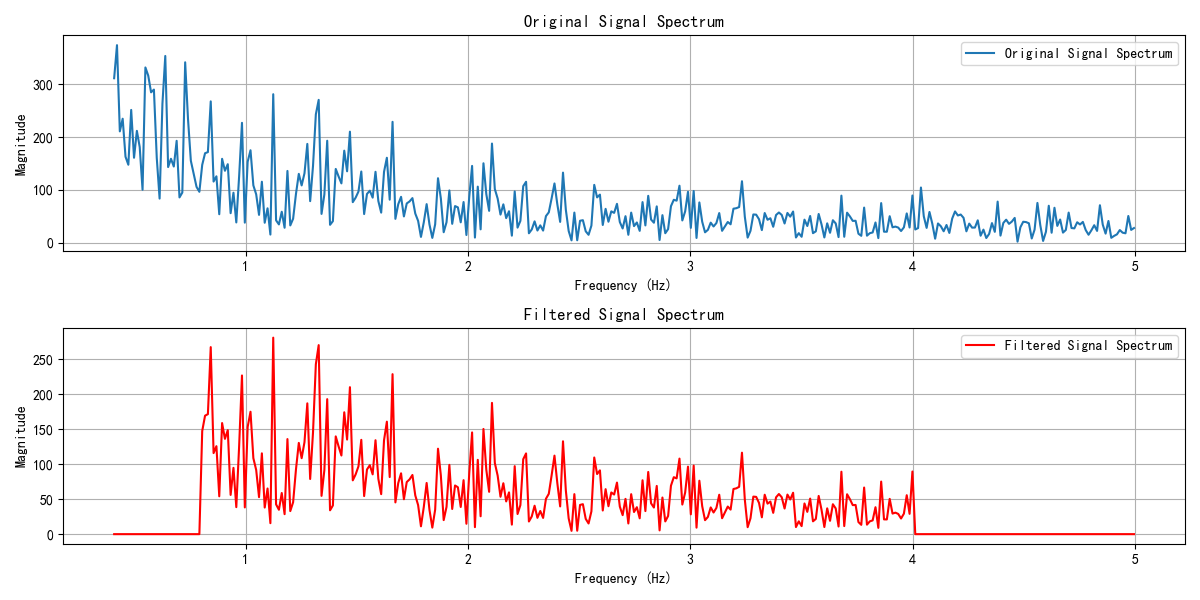 Original Signal Spectrum
Magnitude
300
200
100
0
Original Signal Spectrum
1 2 3 4 5
Frequency (Hz)
Filtered Signal Spectrum
Magnitude
250
200
150
100
50
0
Filtered Signal Spectrum
1 2 3 4 5
Frequency (Hz)